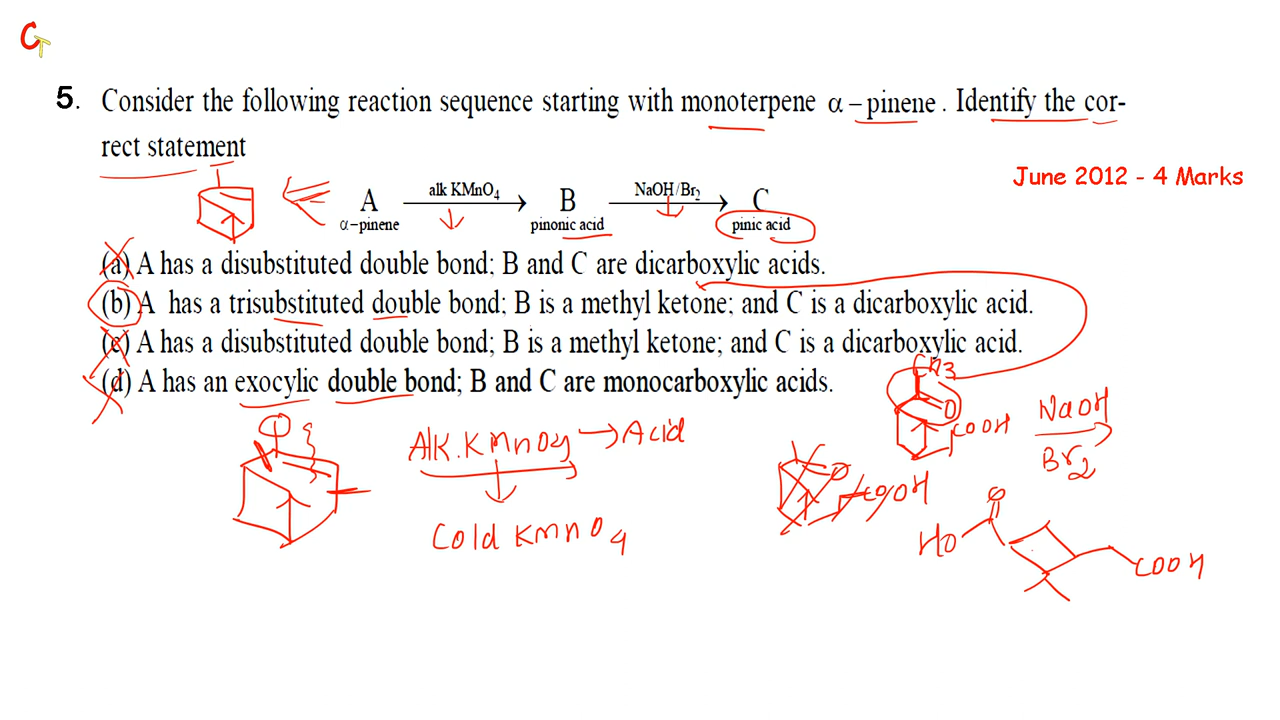 CT
5. Consider the following reaction sequence starting with monoterpene α – pinene. Identify the cor-
rect statement
June 2012 - 4 Marks
A alk KMnO4 B NaOH/Br2 C
α–pinene pinonic acid pinic acid
(a) A has a disubstituted double bond; B and C are dicarboxylic acids.
(b) A has a trisubstituted double bond; B is a methyl ketone; and C is a dicarboxylic acid.
(c) A has a disubstituted double bond; B is a methyl ketone; and C is a dicarboxylic acid.
(d) A has an exocylic double bond; B and C are monocarboxylic acids.
CH3
O
COOH
NaOH
Br2
Alk. KMnO4 → Acid
Cold KMnO4
O
COOH
O
HO
COOH